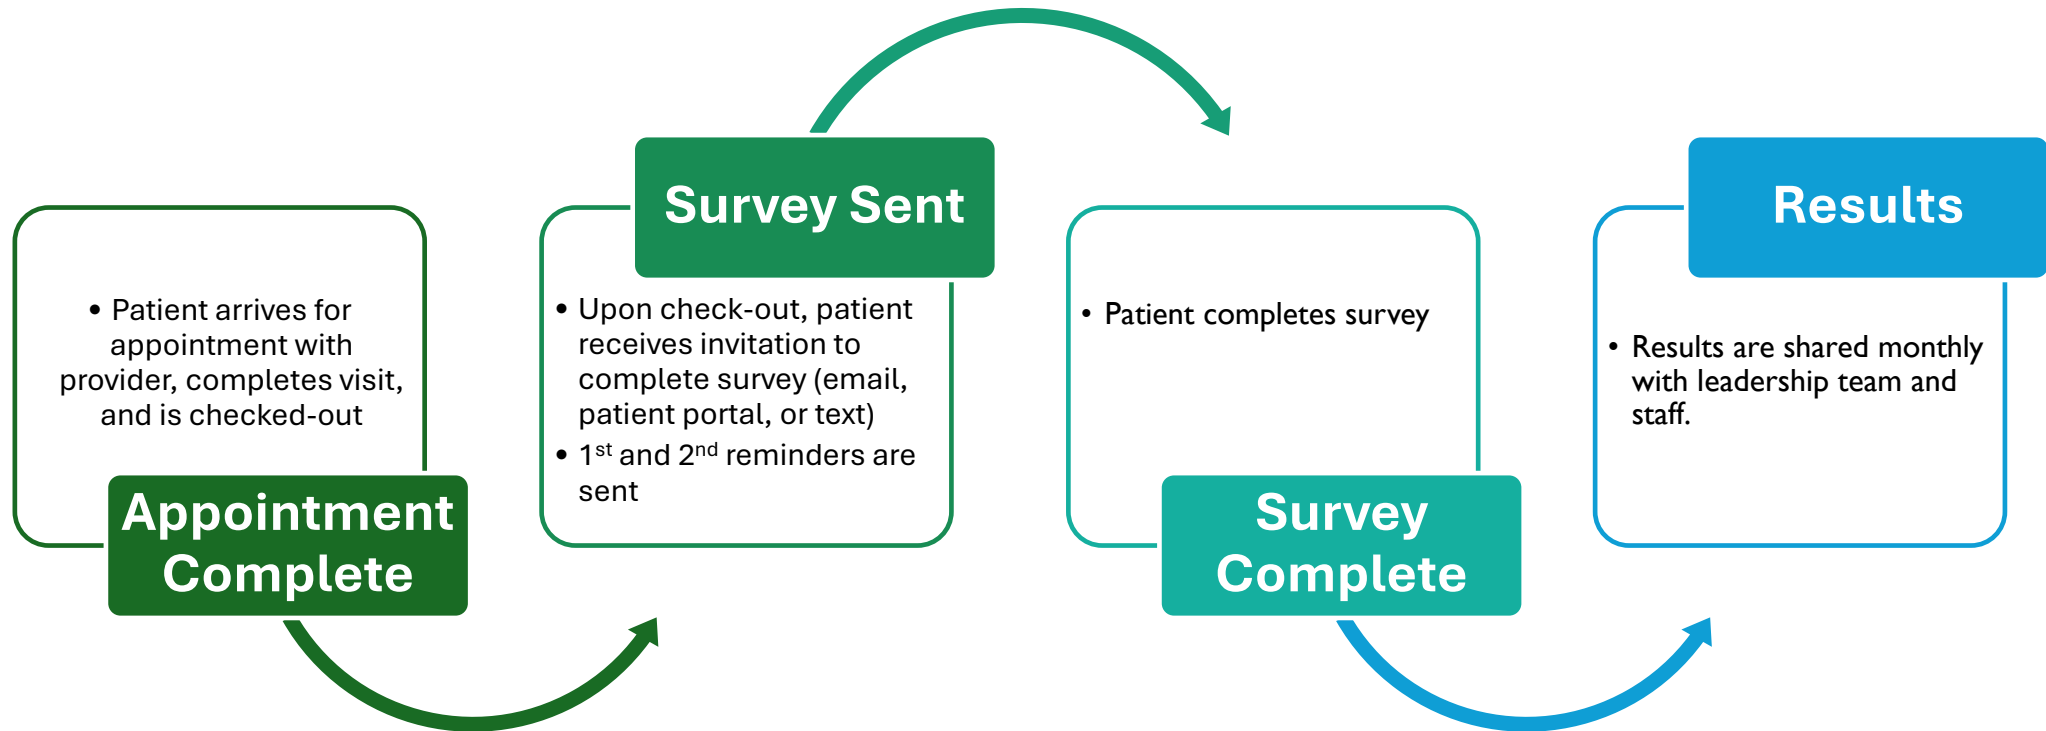 • Patient arrives for
appointment with
provider, completes visit,
and is checked-out
Appointment
Complete
Survey Sent
• Upon check-out, patient
receives invitation to
complete survey (email,
patient portal, or text)
• 1st and 2nd reminders are
sent
• Patient completes survey
Survey
Complete
Results
• Results are shared monthly
with leadership team and
staff.